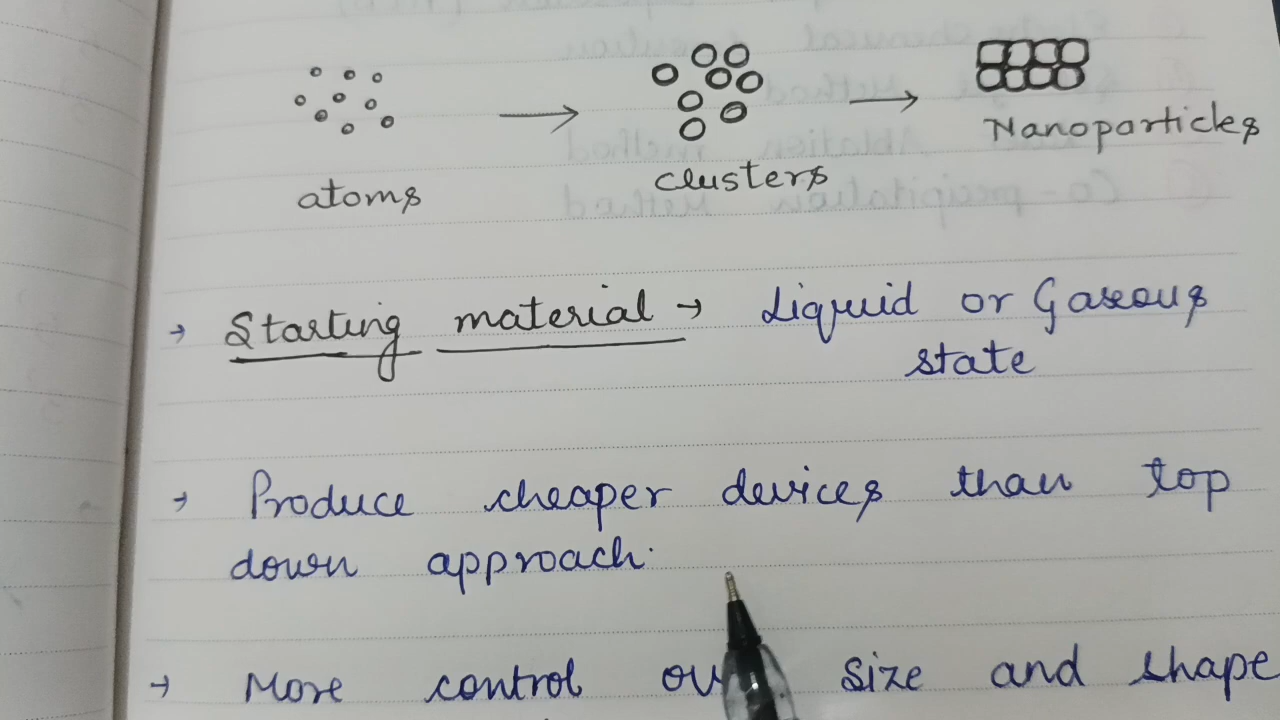 atoms → clusters → Nanoparticles
→ Starting material → Liquid or Gaseous
state
→ Produce cheaper devices than top
down approach.
→ More control size and shape